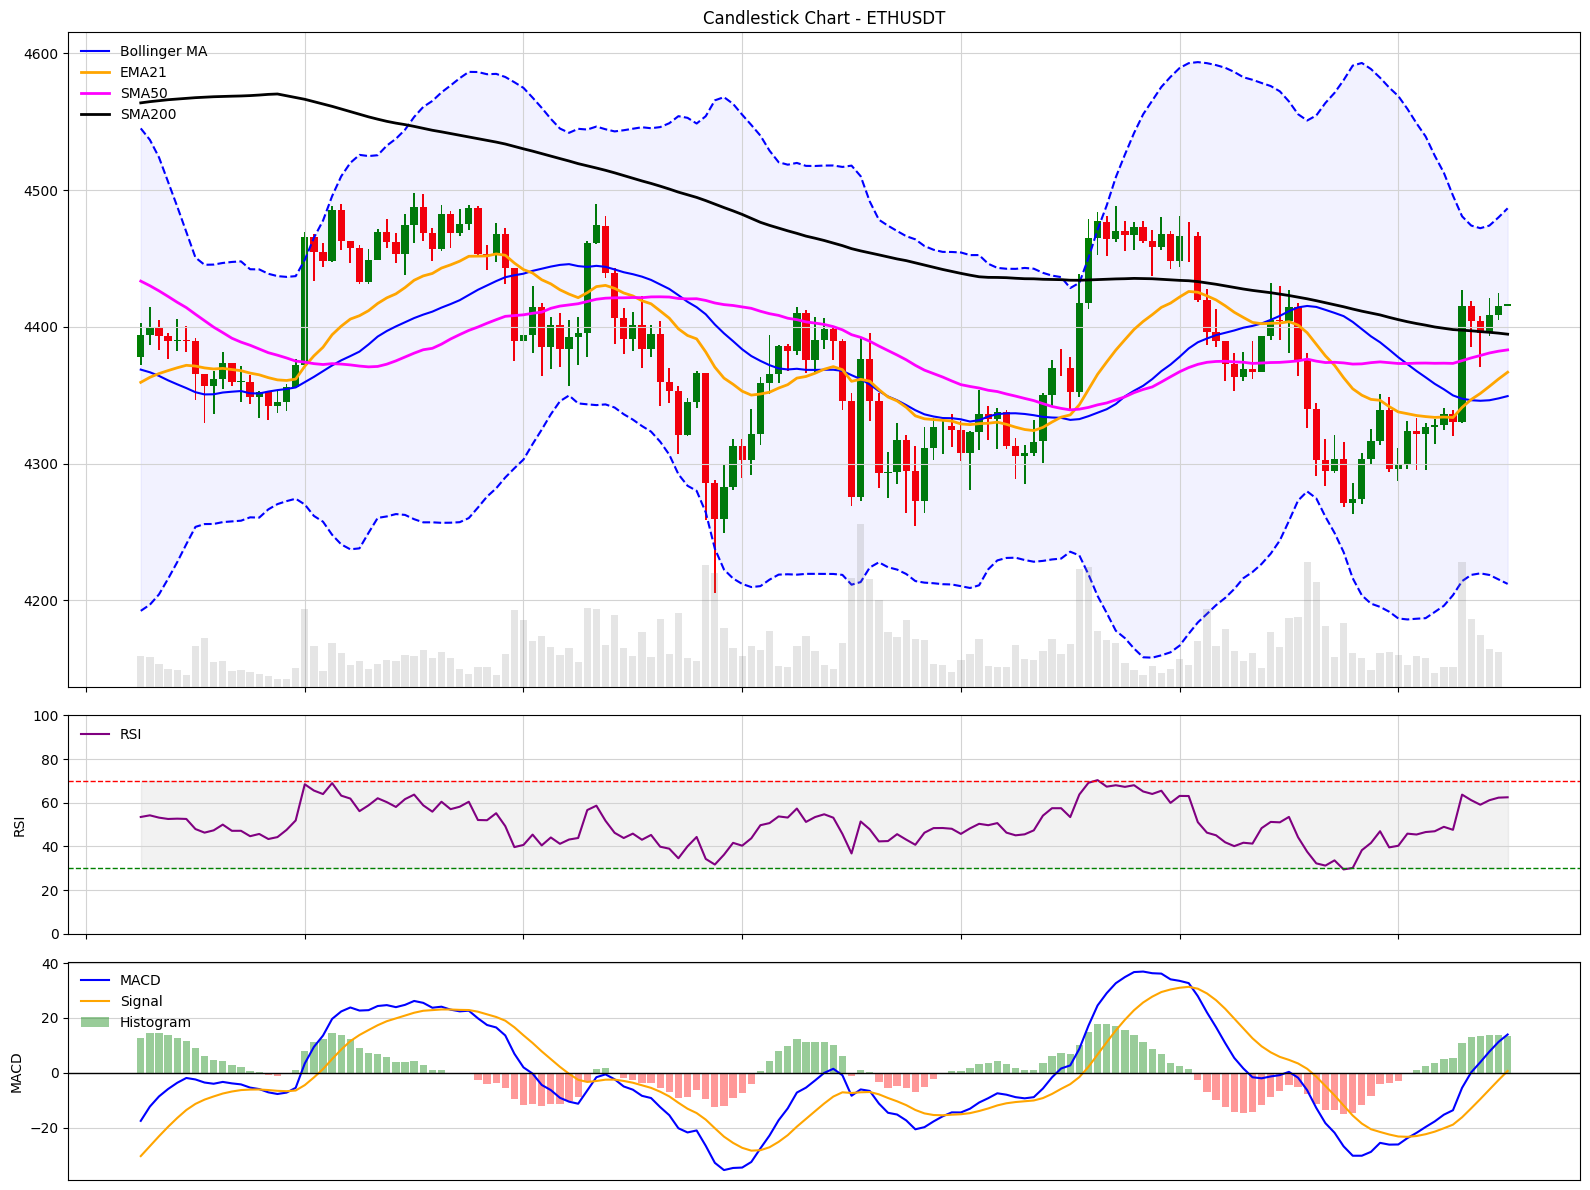 Candlestick Chart - ETHUSDT
Bollinger MA
EMA21
SMA50
SMA200
4600
4500
4400
4300
4200
RSI
RSI
100
80
60
40
20
0
MACD
Signal
Histogram
MACD
40
20
0
−20